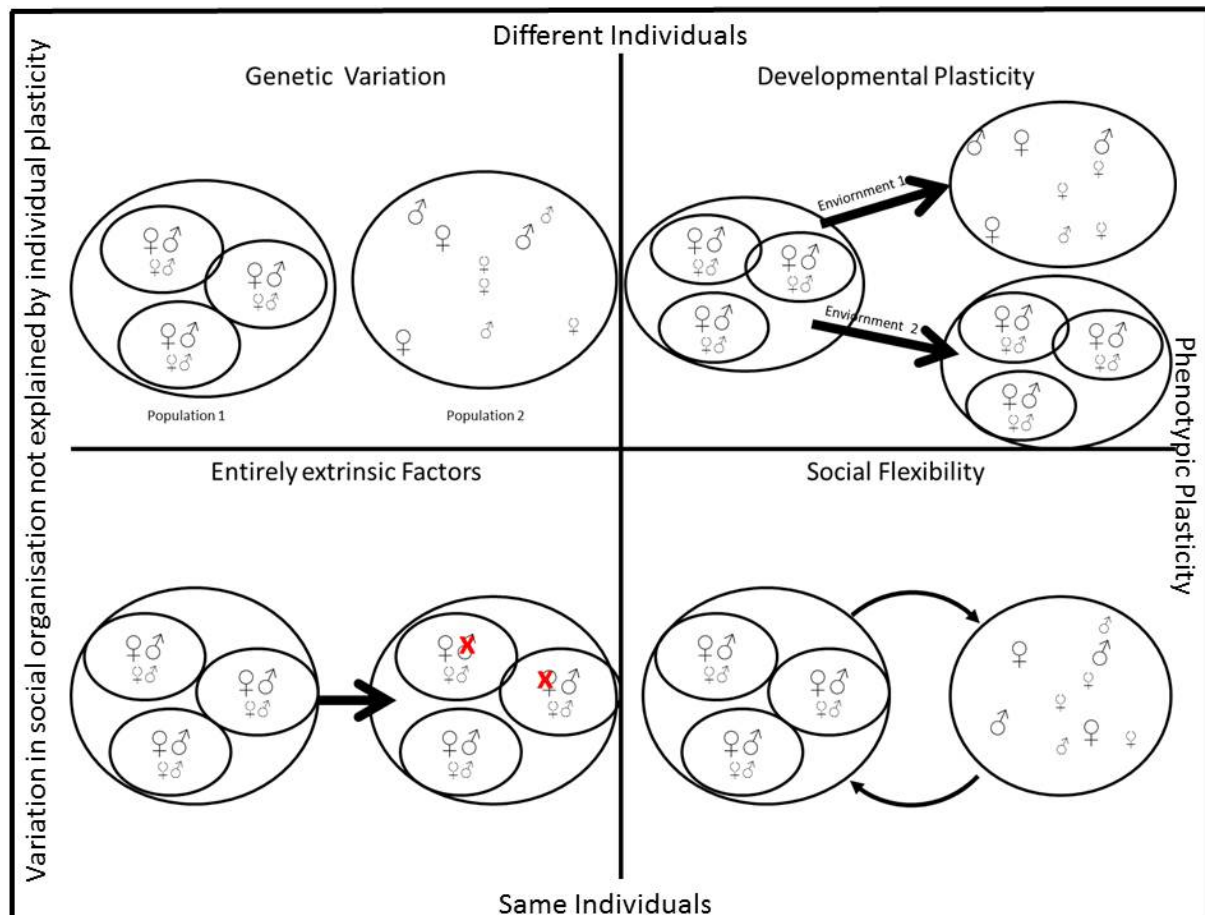 Different Individuals
Genetic Variation
Developmental Plasticity
Enviornment 1
Enviornment 2
Population 1
Population 2
Variation in social organisation not explained by individual plasticity
Phenotypic Plasticity
Entirely extrinsic Factors
Social Flexibility
X
X
Same Individuals